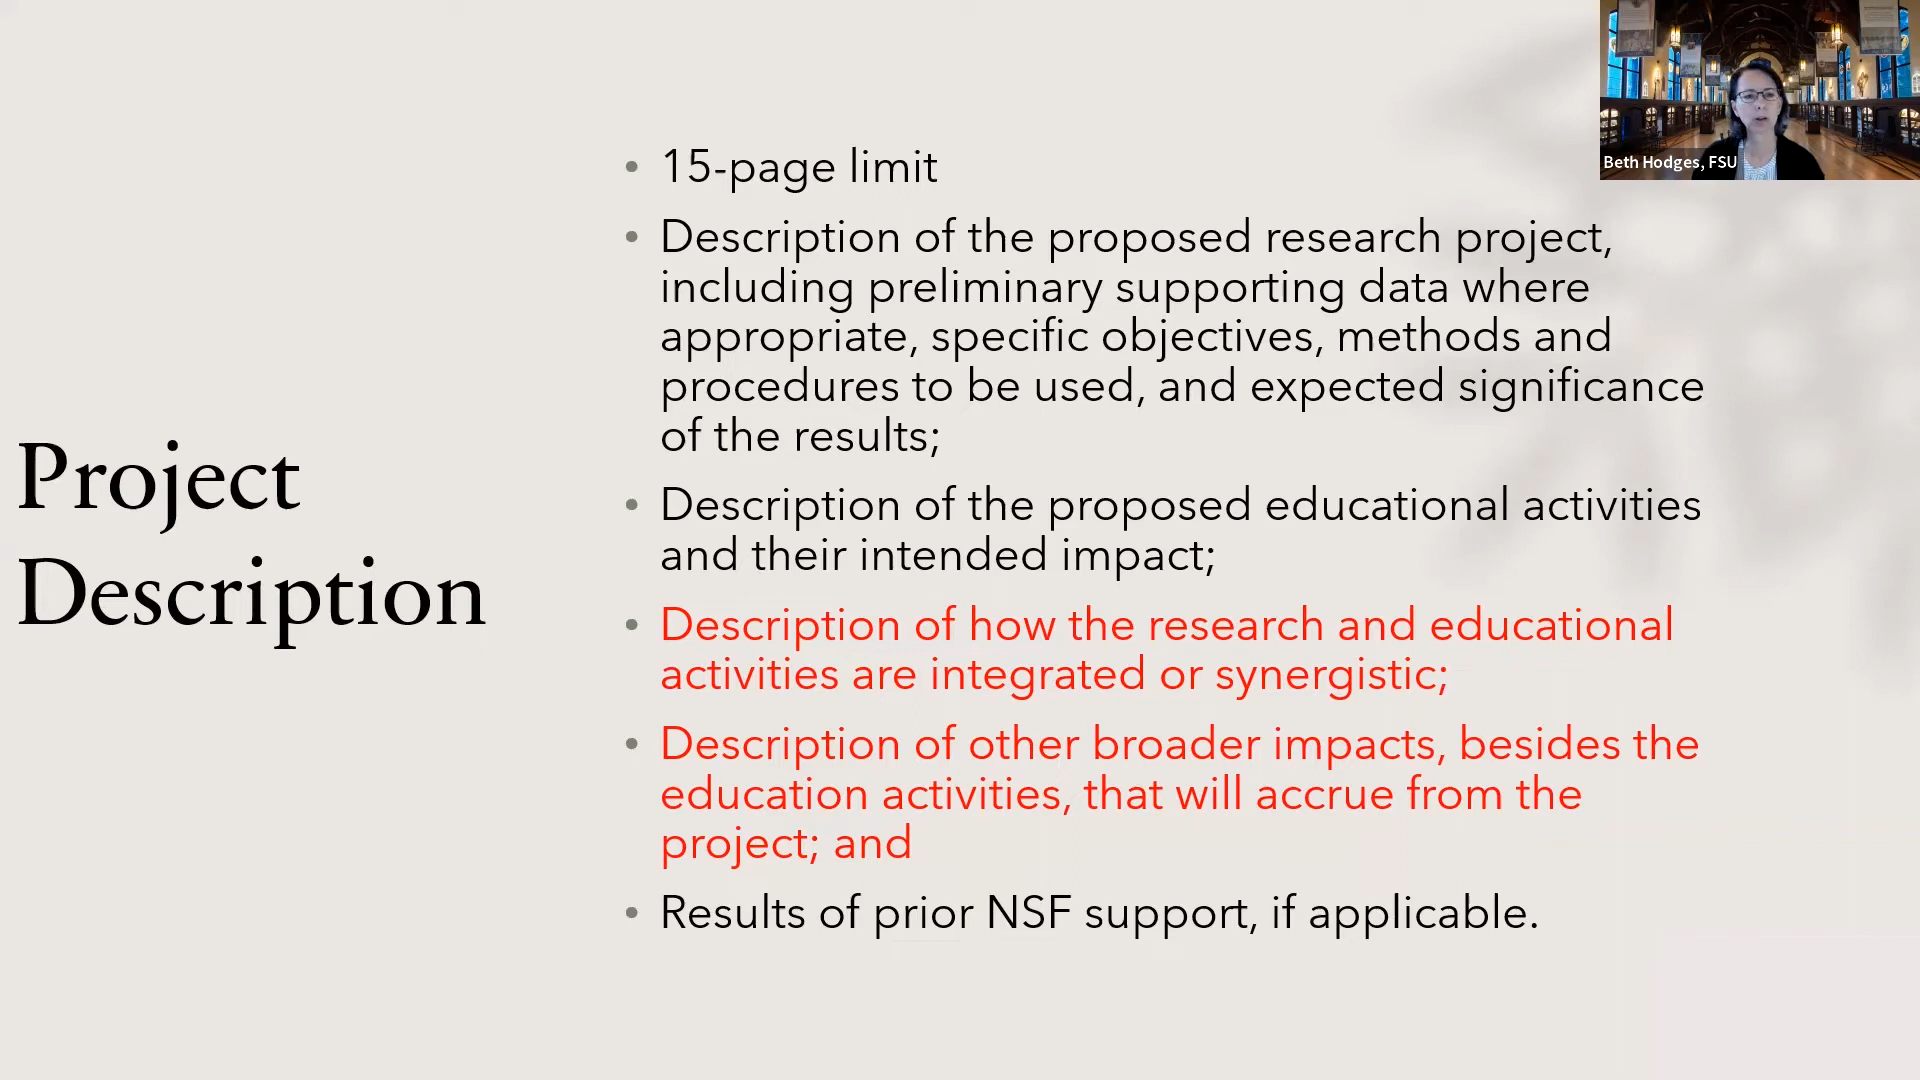 Project
Description
• 15-page limit
• Description of the proposed research project,
including preliminary supporting data where
appropriate, specific objectives, methods and
procedures to be used, and expected significance
of the results;
• Description of the proposed educational activities
and their intended impact;
• Description of how the research and educational
activities are integrated or synergistic;
• Description of other broader impacts, besides the
education activities, that will accrue from the
project; and
• Results of prior NSF support, if applicable.
Beth Hodges, FSU